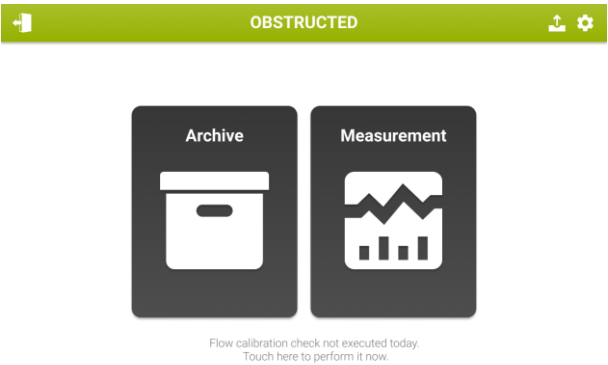 OBSTRUCTED
Archive
Measurement
Flow calibration check not executed today.
Touch here to perform it now.